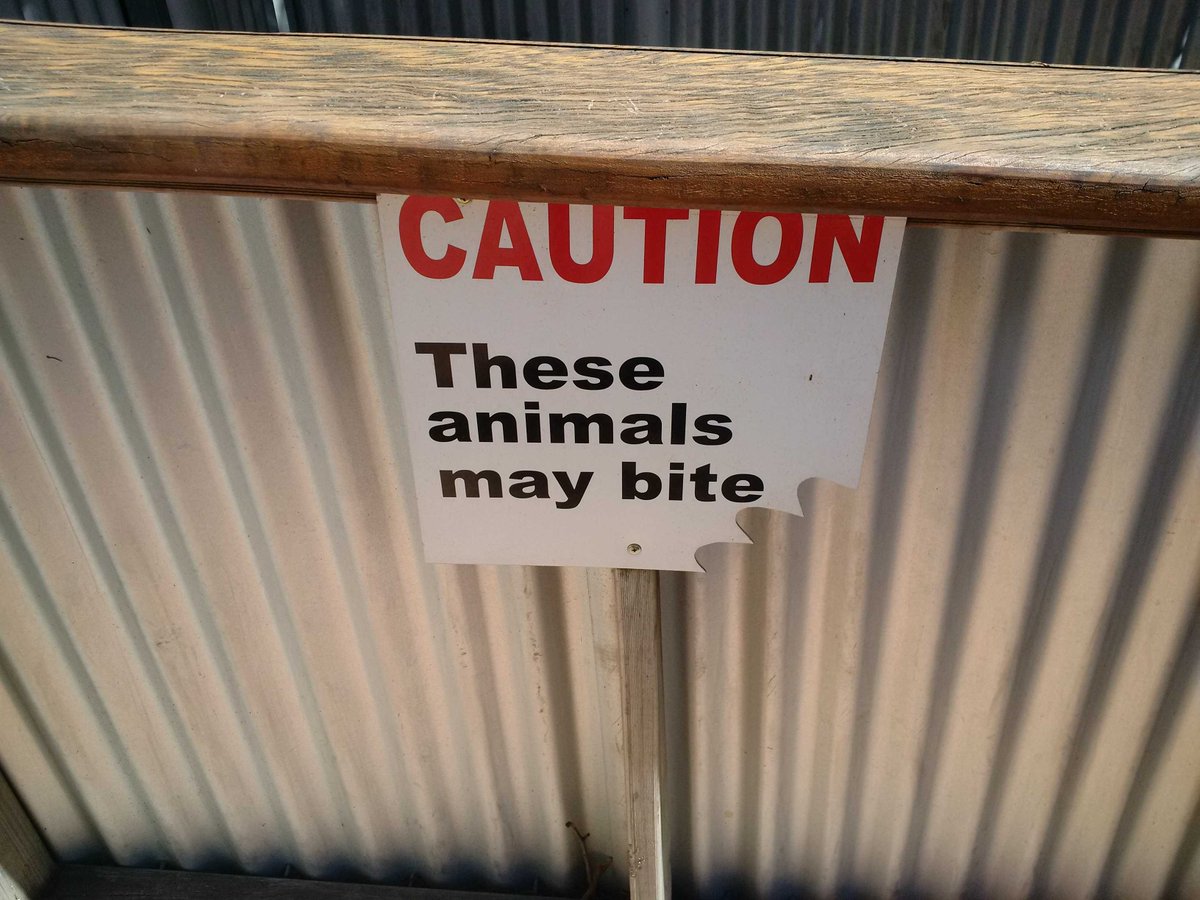 CAUTION
These
animals
may bite